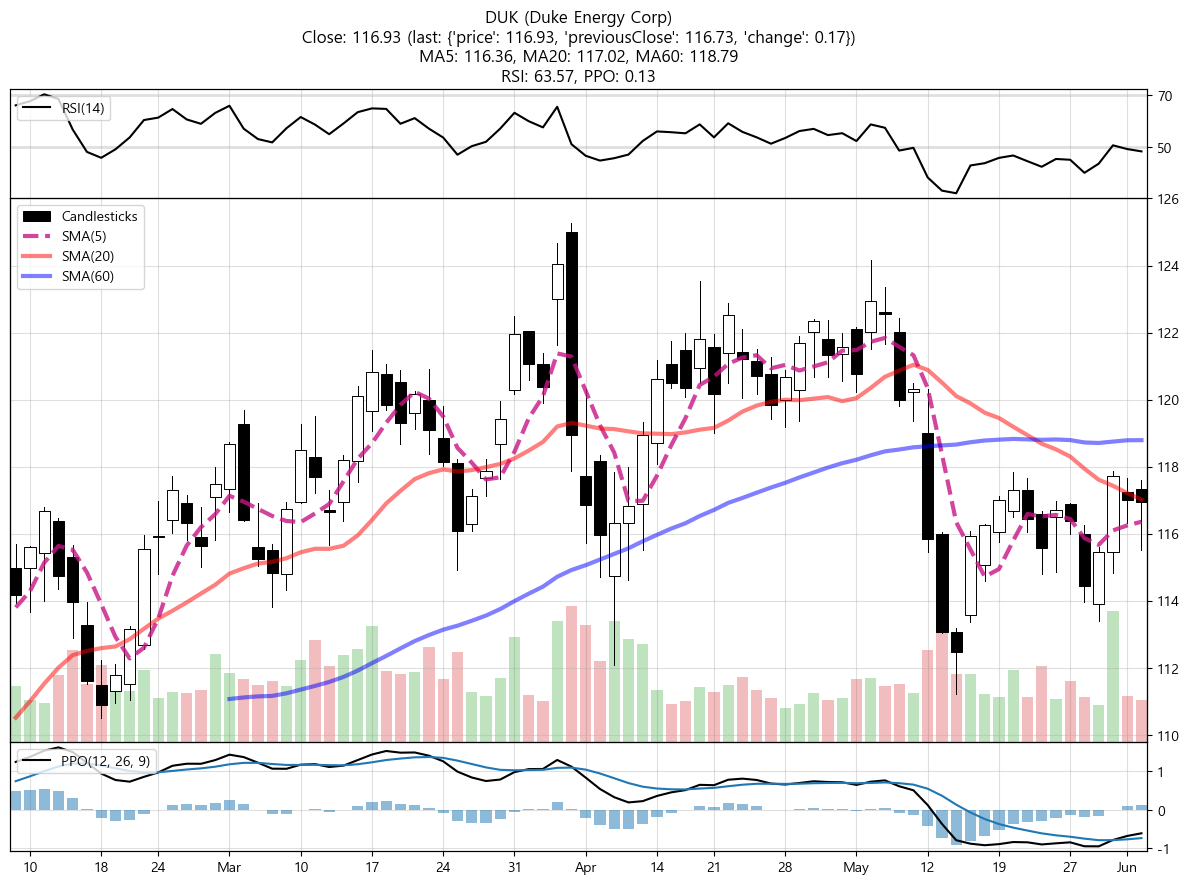 DUK (Duke Energy Corp)
Close: 116.93 (last: {'price': 116.93, 'previousClose': 116.73, 'change': 0.17})
MA5: 116.36, MA20: 117.02, MA60: 118.79
RSI: 63.57, PPO: 0.13
RSI(14)
70
50
Candlesticks
SMA(5)
SMA(20)
SMA(60)
126
124
122
120
118
116
114
112
110
PPO(12, 26, 9)
1
0
-1
10 18 24 Mar 10 17 24 31 Apr 14 21 28 May 12 19 27 Jun